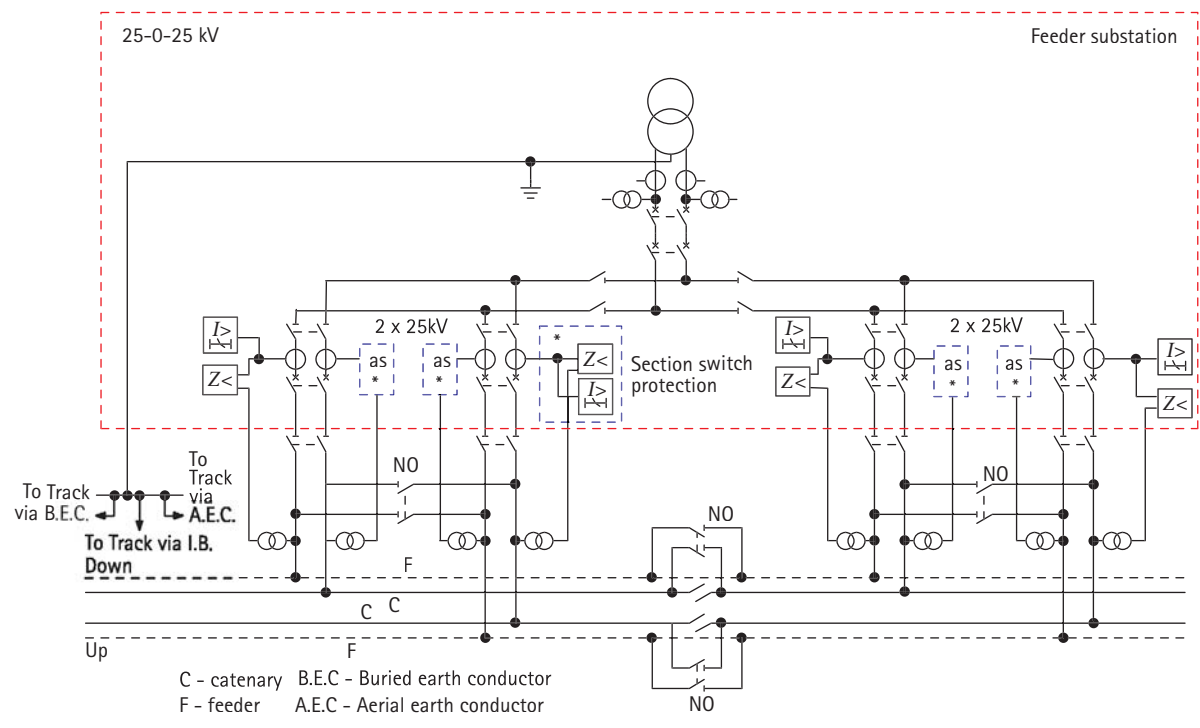 25-0-25 kV
Feeder substation
2 x 25kV
2 x 25kV
I>
Z<
as
*
as
*
*
Z<
I>
Section switch
protection
I>
Z<
as
*
as
*
I>
Z<
NO
NO
To Track
via B.E.C.
To
Track
via
A.E.C.
To Track via I.B.
Down
NO
F
C
C
Up
F
NO
C - catenary B.E.C - Buried earth conductor
F - feeder A.E.C - Aerial earth conductor